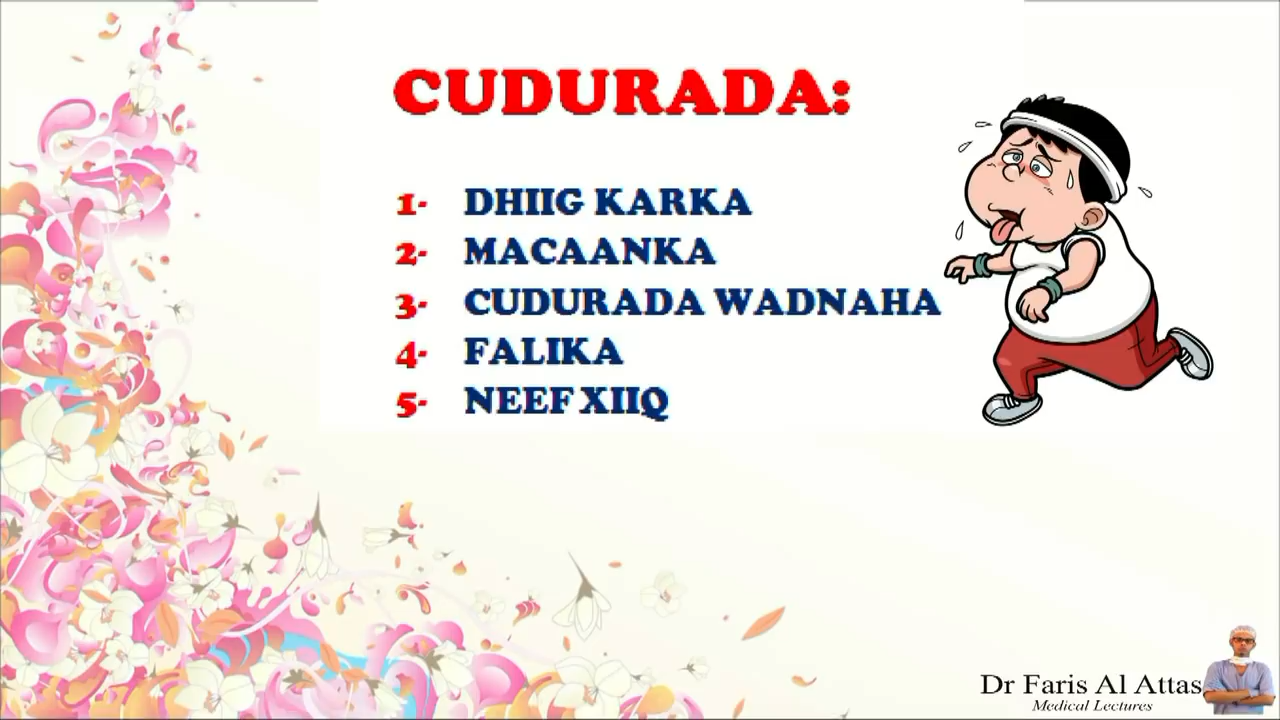 CUDURADA:
1- DHIIG KARKA
2- MACAANKA
3- CUDURADA WADNAHA
4- FALIKA
5- NEEF XIIQ
Dr Faris Al Attas
Medical Lectures